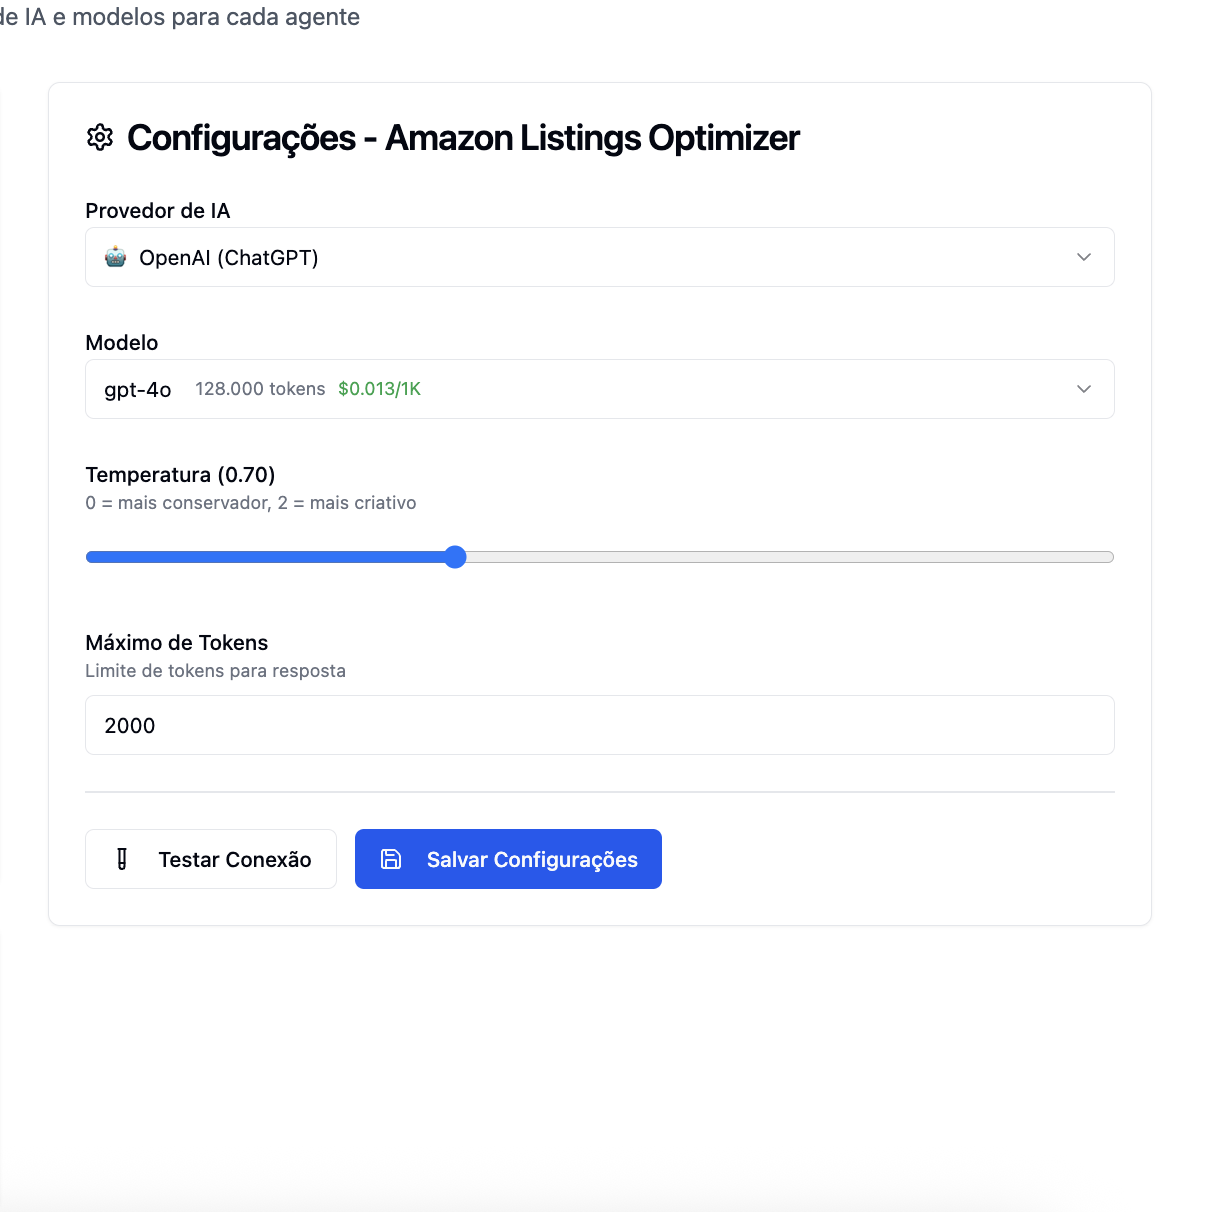 de IA e modelos para cada agente
Configurações - Amazon Listings Optimizer
Provedor de IA
OpenAI (ChatGPT)
Modelo
gpt-4o 128.000 tokens $0.013/1K
Temperatura (0.70)
0 = mais conservador, 2 = mais criativo
Máximo de Tokens
Limite de tokens para resposta
2000
Testar Conexão
Salvar Configurações